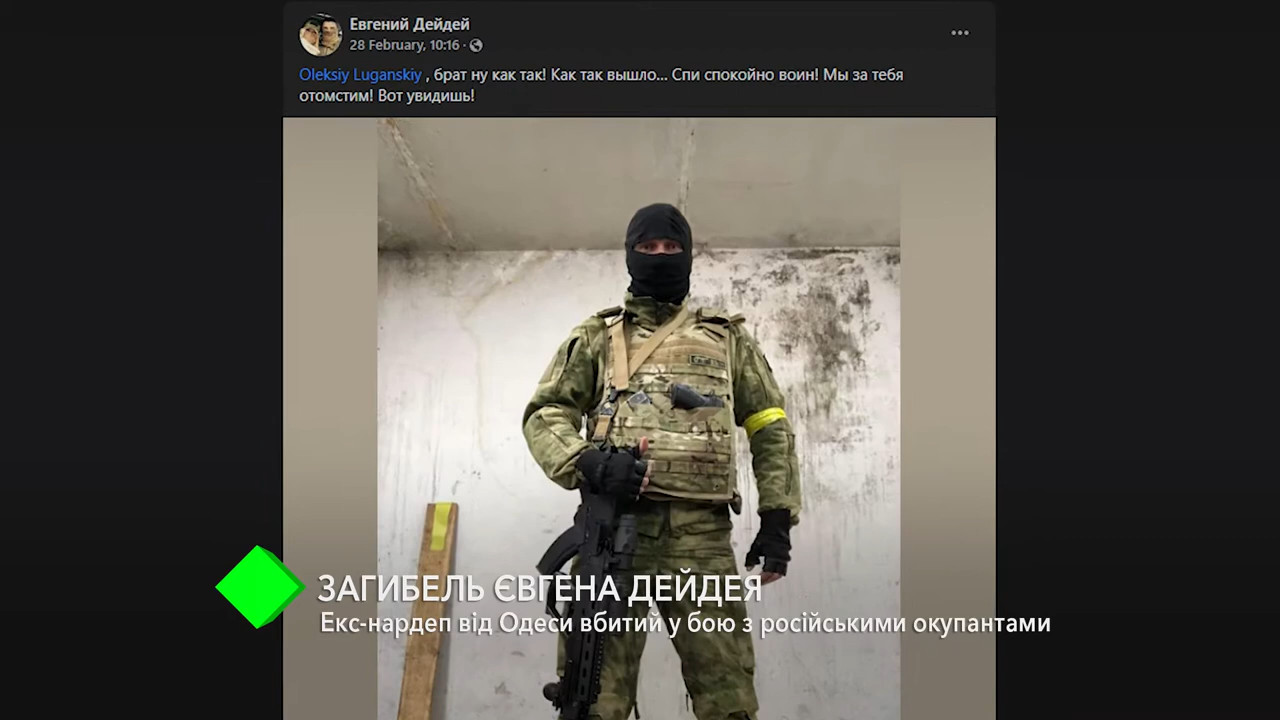 Евгений Дейдей
28 February, 10:16 ·
Oleksiy Luganskiy , брат ну как так! Как так вышло... Спи спокойно воин! Мы за тебя
отомстим! Вот увидишь!
ЗАГИБЕЛЬ ЄВГЕНА ДЕЙДЕЯ
Екс-нардеп від Одеси вбитий у бою з російськими окупантами